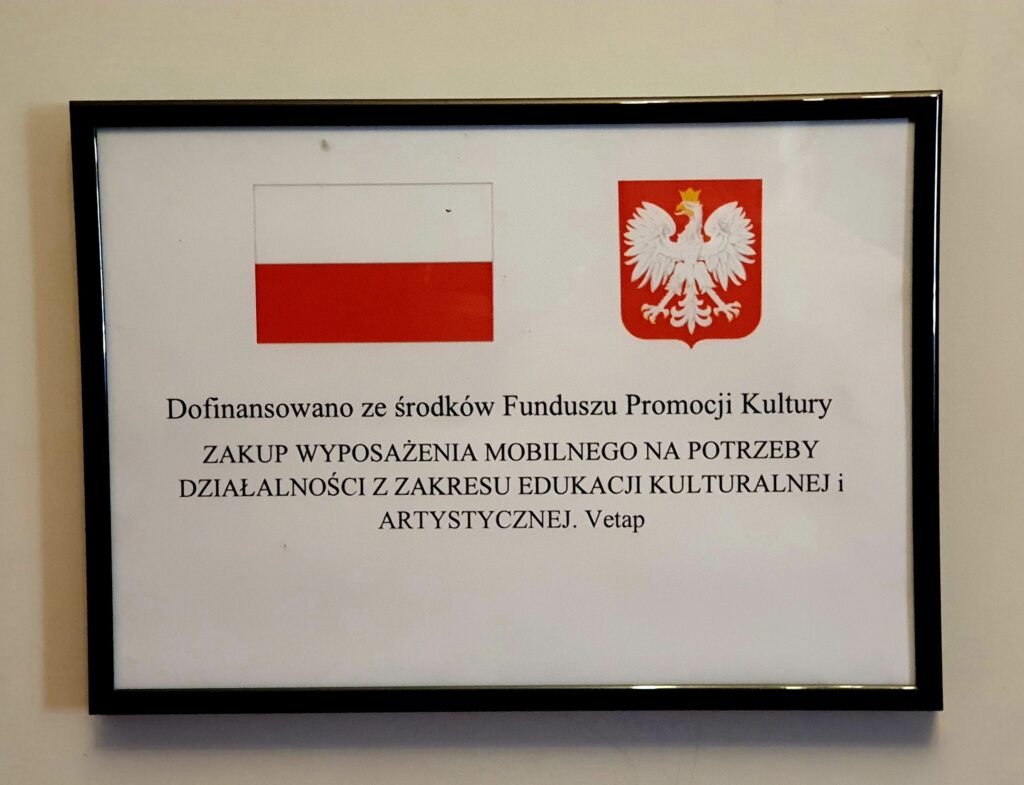 Dofinansowano ze środków Funduszu Promocji Kultury
ZAKUP WYPOSAŻENIA MOBILNEGO NA POTRZEBY
DZIAŁALNOŚCI Z ZAKRESU EDUKACJI KULTURALNEJ i
ARTYSTYCZNEJ. Vetap